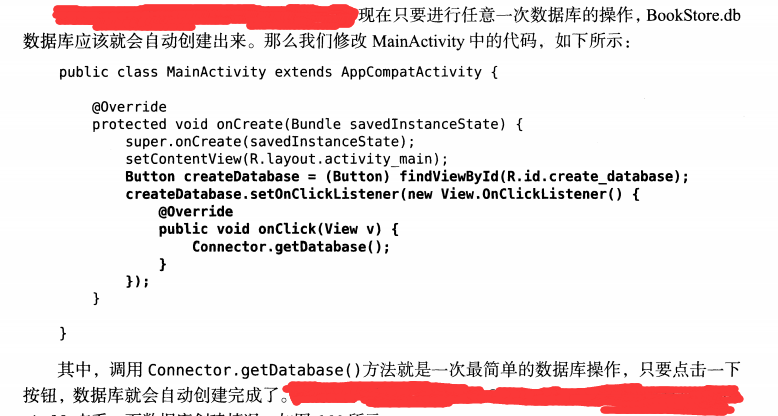 现在只要进行任意一次数据库的操作，BookStore.db
数据库应该就会自动创建出来。那么我们修改 MainActivity 中的代码，如下所示：
public class MainActivity extends AppCompatActivity {
@Override
protected void onCreate(Bundle savedInstanceState) {
super.onCreate(savedInstanceState);
setContentView(R.layout.activity_main);
Button createDatabase = (Button) findViewById(R.id.create_database);
createDatabase.setOnClickListener(new View.OnClickListener() {
@Override
public void onClick(View v) {
Connector.getDatabase();
}
});
}
}
其中，调用 Connector.getDatabase()方法就是一次最简单的数据库操作，只要点击一下
按钮，数据库就会自动创建完成了。